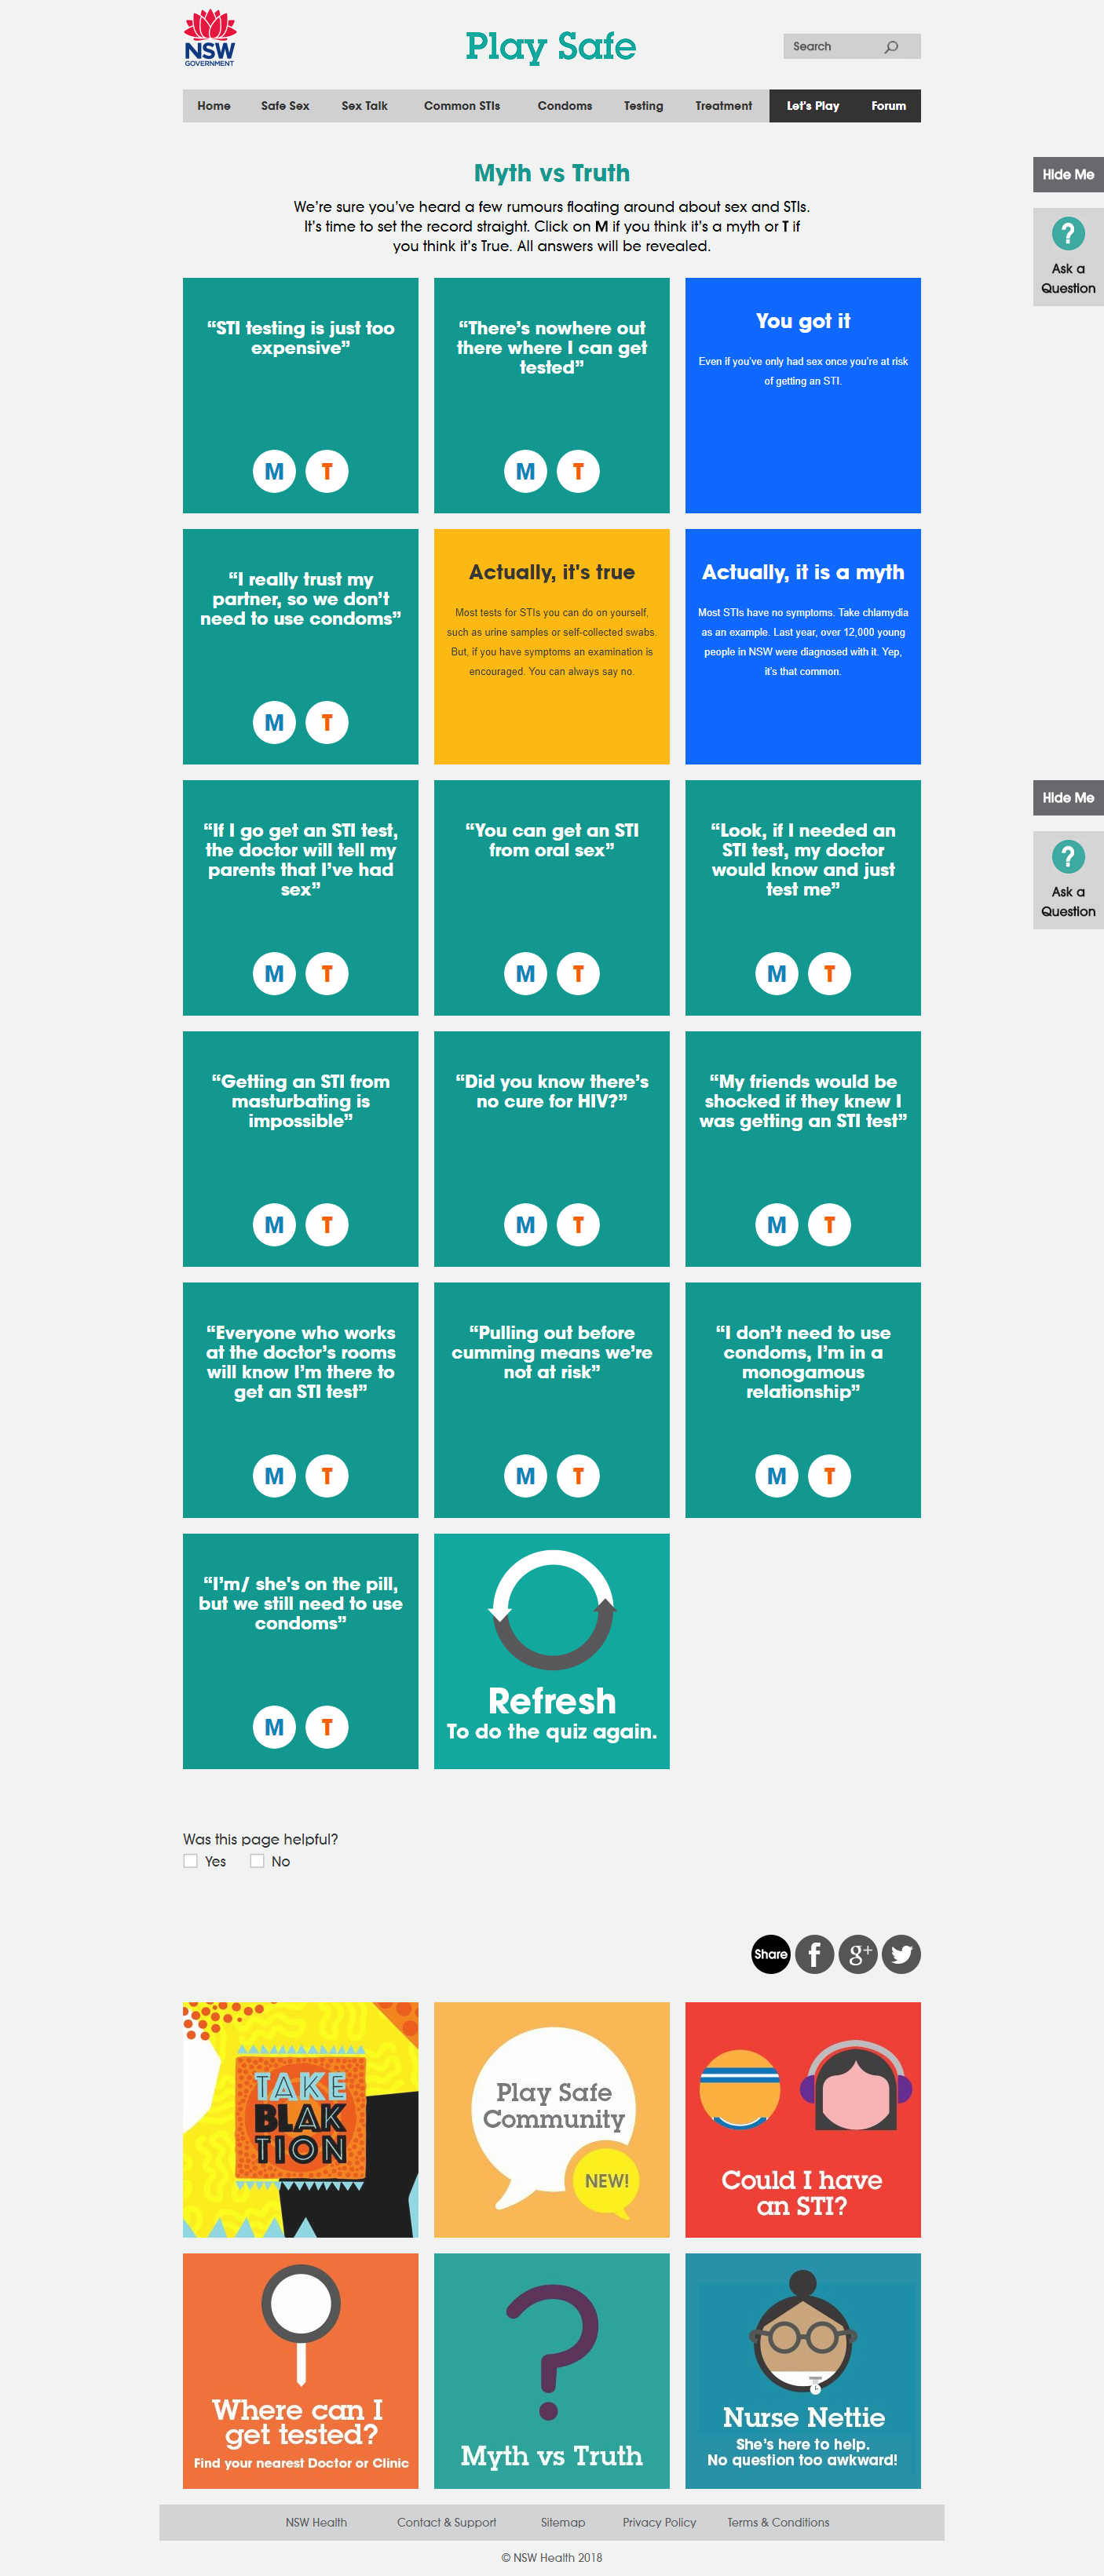 NSW
GOVERNMENT
Play Safe
Search
Home Safe Sex Sex Talk Common STIs Condoms Testing Treatment Let's Play Forum
Hide Me
?
Ask a
Question
Myth vs Truth
We're sure you've heard a few rumours floating around about sex and STIs.
It's time to set the record straight. Click on M if you think it's a myth or T if
you think it's True. All answers will be revealed.
“STI testing is just too
expensive”
M T
“There's nowhere out
there where I can get
tested”
M T
You got it
Even if you've only had sex once you're at risk
of getting an STI.
“I really trust my
partner, so we don't
need to use condoms”
M T
Actually, it's true
Most tests for STIs you can do on yourself,
such as urine samples or self-collected swabs.
But, if you have symptoms an examination is
encouraged. You can always say no.
Actually, it is a myth
Most STIs have no symptoms. Take chlamydia
as an example. Last year, over 12,000 young
people in NSW were diagnosed with it. Yep,
it's that common.
Hide Me
?
Ask a
Question
“If I go get an STI test,
the doctor will tell my
parents that I've had
sex”
M T
“You can get an STI
from oral sex”
M T
“Look, if I needed an
STI test, my doctor
would know and just
test me”
M T
“Getting an STI from
masturbating is
impossible”
M T
“Did you know there's
no cure for HIV?”
M T
“My friends would be
shocked if they knew I
was getting an STI test”
M T
“Everyone who works
at the doctor's rooms
will know I'm there to
get an STI test”
M T
“Pulling out before
cumming means we're
not at risk”
M T
“I don't need to use
condoms, I'm in a
monogamous
relationship”
M T
“I'm/ she's on the pill,
but we still need to use
condoms”
M T
Refresh
To do the quiz again.
Was this page helpful?
Yes No
Share f g+
TAKE
BLAK
TION
Play Safe
Community
NEW!
Could I have
an STI?
Where can I
get tested?
Find your nearest Doctor or Clinic
?
Myth vs Truth
Nurse Nettie
She's here to help.
No question too awkward!
NSW Health Contact & Support Sitemap Privacy Policy Terms & Conditions
© NSW Health 2018